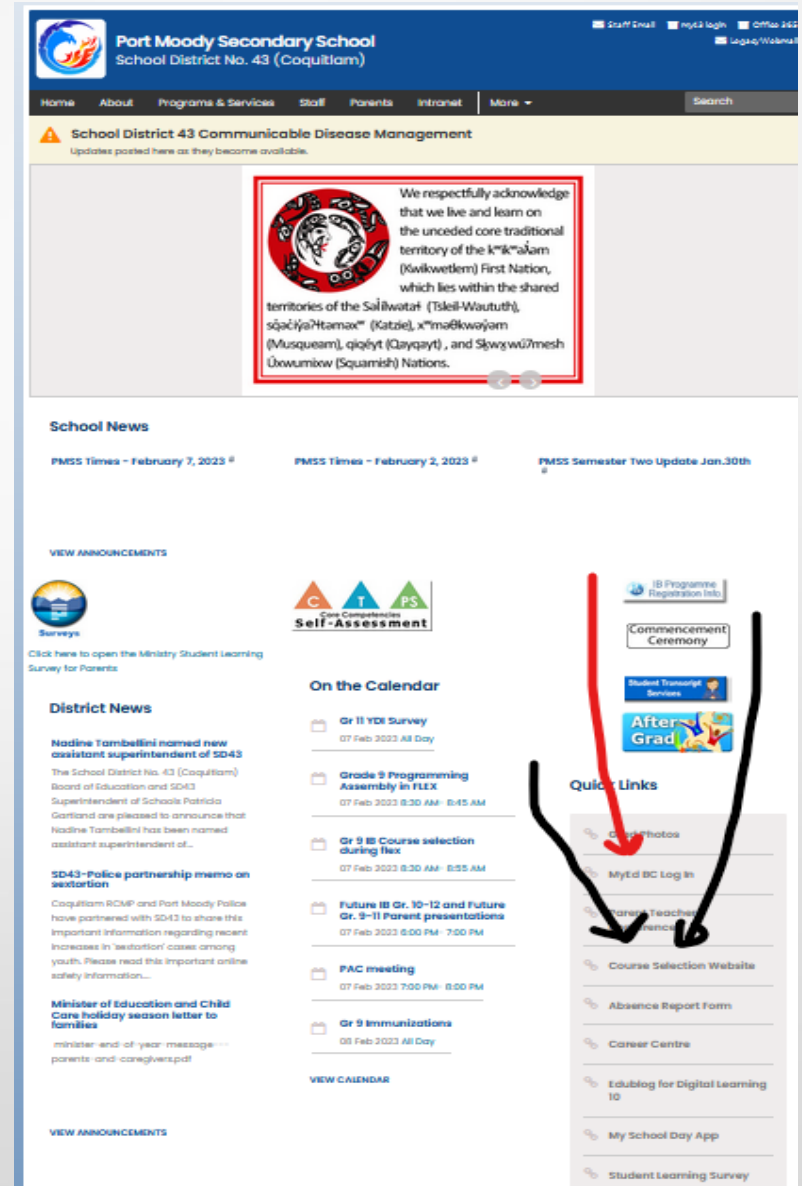 Staff Email myEd login Office 365
Legacy Webmail
Port Moody Secondary School
School District No. 43 (Coquitlam)
Home About Programs & Services Staff Parents Intranet More Search
School District 43 Communicable Disease Management
Updates posted here as they become available.
We respectfully acknowledge
that we live and learn on
the unceded core traditional
territory of the kʷikʷəƛ̓əm
(Kwikwetlem) First Nation,
which lies within the shared
territories of the
(Tsleil-Waututh),
(Katzie), xʷməθkwəy̓əm
(Musqueam), qiqéyt (Qayqayt) , and Sḵwx̱wú7mesh
Úxwumixw (Squamish) Nations.
School News
PMSS Times - February 7, 2023
PMSS Times - February 2, 2023
PMSS Semester Two Update Jan.30th
VIEW ANNOUNCEMENTS
Surveys
Click here to open the Ministry Student Learning
Survey for Parents
District News
Nadine Tambellini named new
assistant superintendent of SD43
The School District No. 43 (Coquitlam)
Board of Education and SD43
Superintendent of Schools Patricia
Gartland are pleased to announce that
Nadine Tambellini has been named
assistant superintendent of...
SD43-Police partnership memo on
sextortion
Coquitlam RCMP and Port Moody Police
have partnered with SD43 to share this
important information regarding recent
increases in 'sextortion' cases among
youth. Please read this important online
safety information....
Minister of Education and Child
Care holiday season letter to
families
minister-end-of-year-message---
parents-and-caregivers.pdf
VIEW ANNOUNCEMENTS
C T PS
Core Competencies
Self-Assessment
On the Calendar
Gr 11 YDI Survey
07 Feb 2023 All Day
Grade 9 Programming
Assembly in FLEX
07 Feb 2023 8:30 AM- 8:45 AM
Gr 9 IB Course selection
during flex
07 Feb 2023 8:30 AM- 8:55 AM
Future IB Gr. 10-12 and Future
Gr. 9-11 Parent presentations
07 Feb 2023 6:00 PM- 7:00 PM
PAC meeting
07 Feb 2023 7:00 PM- 8:00 PM
Gr 9 Immunizations
08 Feb 2023 All Day
VIEW CALENDAR
IB Programme
Registration Info.
Commencement
Ceremony
Student Transcript
Services
After
Grad
Quick Links
Grad Photos
MyEd BC Log In
Parent Teacher
Course Selection Website
Absence Report Form
Career Centre
Edublog for Digital Learning
10
My School Day App
Student Learning Survey